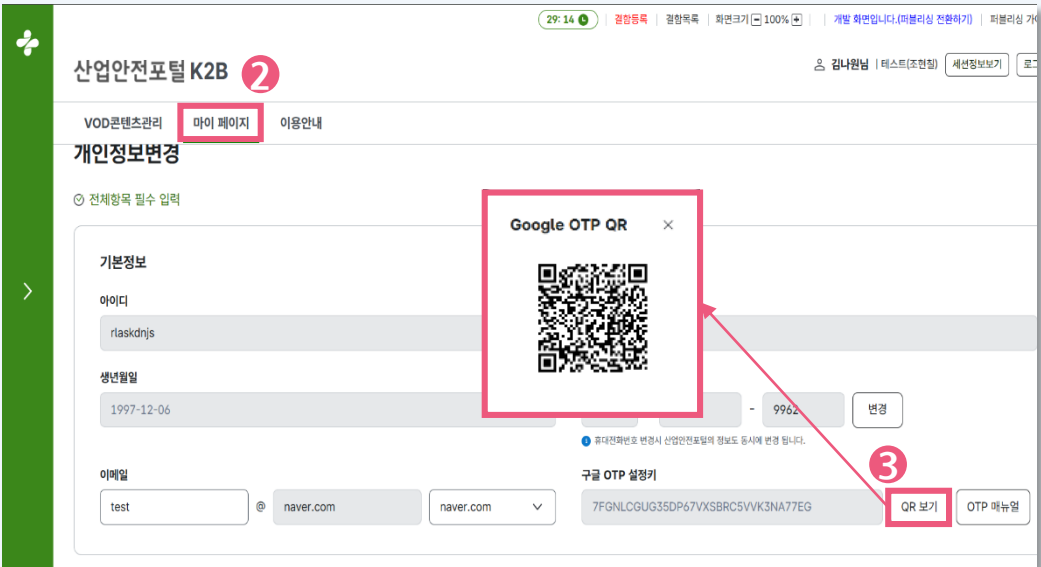 29: 14 결함등록 결함목록 화면크기 100% 개발 화면입니다.(퍼블리싱 전환하기) 퍼블리싱 가
산업안전포털 K2B 2 김나원님 테스트(조현철) 세션정보보기 로그
VOD콘텐츠관리 마이 페이지 이용안내
개인정보변경
전체항목 필수 입력
Google OTP QR ×
기본정보
아이디
rlaskdnjs
생년월일
1997-12-06 - 9962 변경
휴대전화번호 변경시 산업안전포털의 정보도 동시에 변경 됩니다.
3
이메일 구글 OTP 설정키
test @ naver.com naver.com 7FGNLCGUG35DP67VXSBRC5VVK3NA77EG QR 보기 OTP 매뉴얼